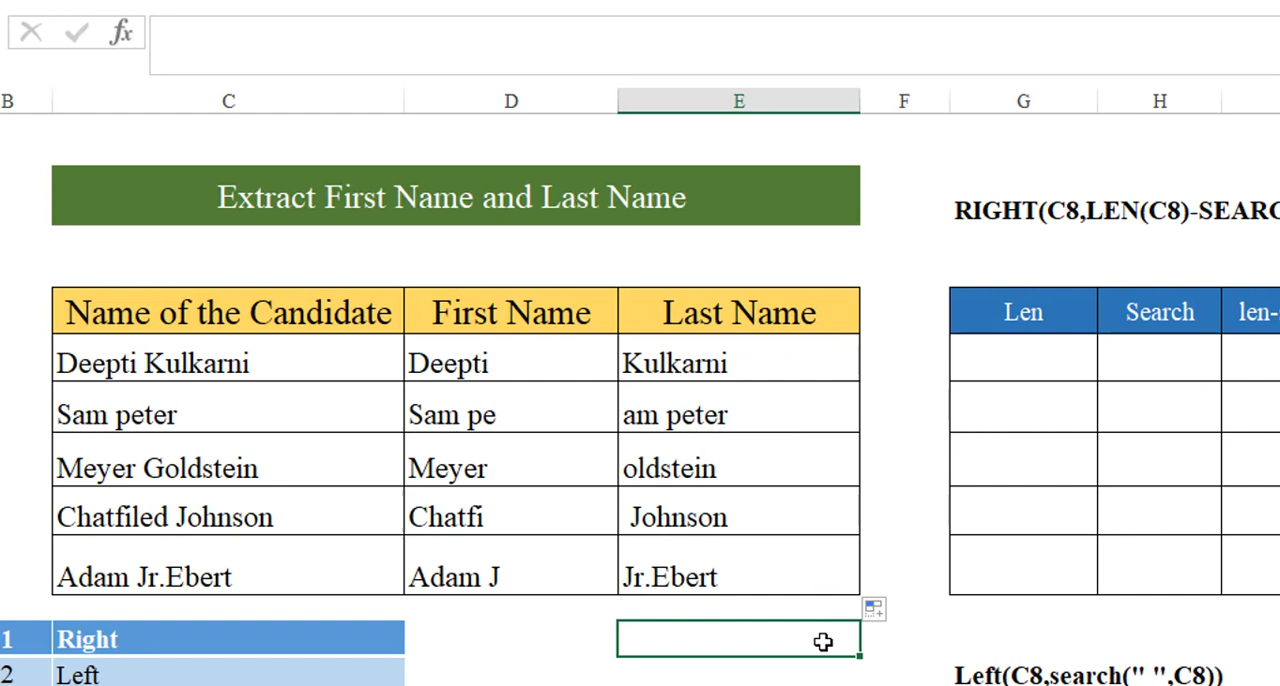 fx
B C D E F G H
Extract First Name and Last Name
RIGHT(C8,LEN(C8)-SEARC
Name of the Candidate First Name Last Name Len Search len-
Deepti Kulkarni Deepti Kulkarni
Sam peter Sam pe am peter
Meyer Goldstein Meyer oldstein
Chatfiled Johnson Chatfi Johnson
Adam Jr.Ebert Adam J Jr.Ebert
1 Right
2 Left Left(C8,search(" ",C8))